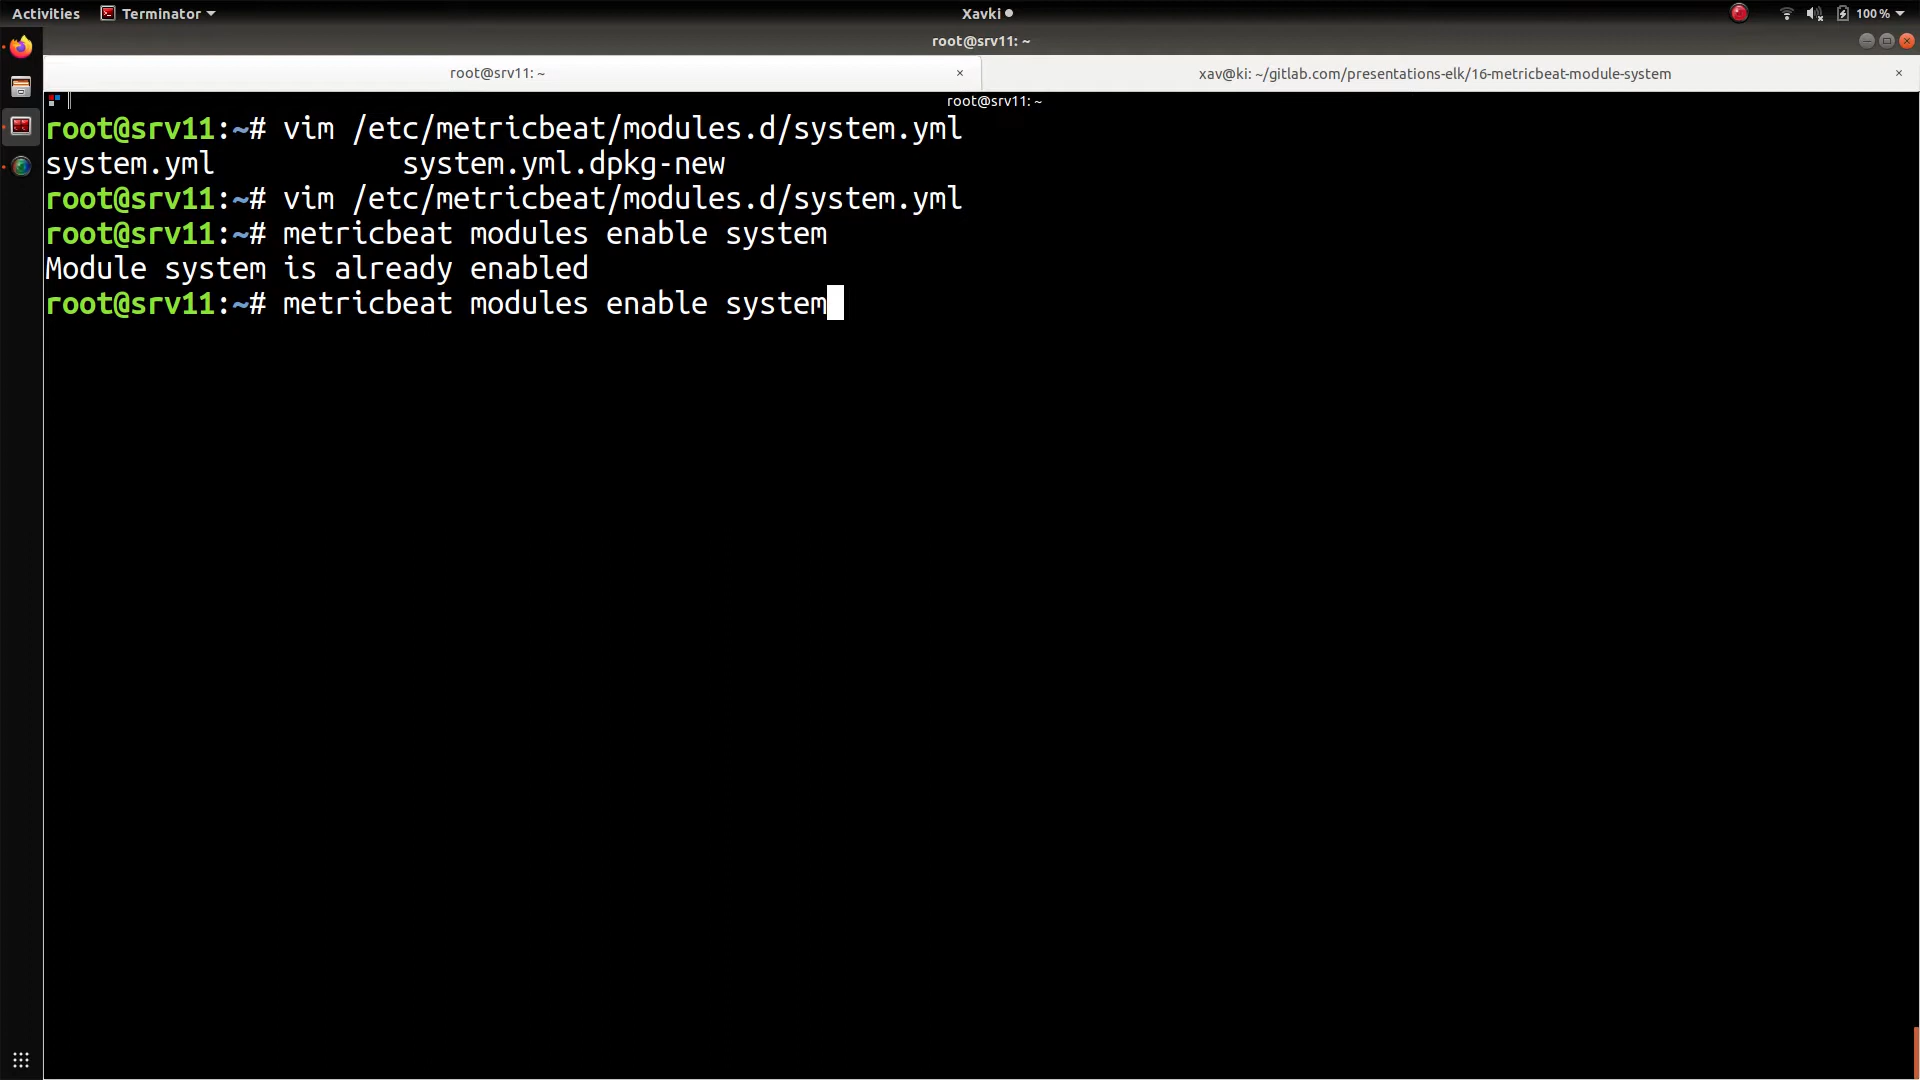 Activities Terminator Xavki 100 %
root@srv11: ~
root@srv11: ~ × xav@ki: ~/gitlab.com/presentations-elk/16-metricbeat-module-system ×
root@srv11: ~
root@srv11:~# vim /etc/metricbeat/modules.d/system.yml
system.yml system.yml.dpkg-new
root@srv11:~# vim /etc/metricbeat/modules.d/system.yml
root@srv11:~# metricbeat modules enable system
Module system is already enabled
root@srv11:~# metricbeat modules enable system